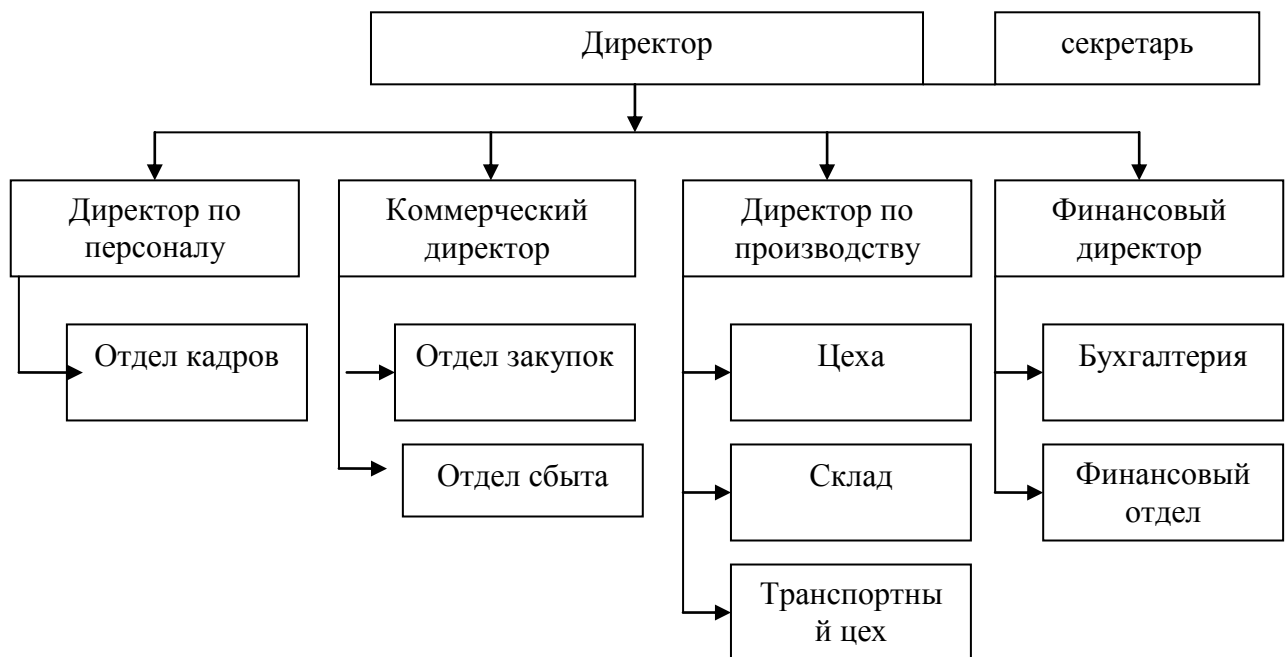 Директор
секретарь
Директор по
персоналу
Коммерческий
директор
Директор по
производству
Финансовый
директор
Отдел кадров
Отдел закупок
Цеха
Бухгалтерия
Отдел сбыта
Склад
Финансовый
отдел
Транспортны
й цех